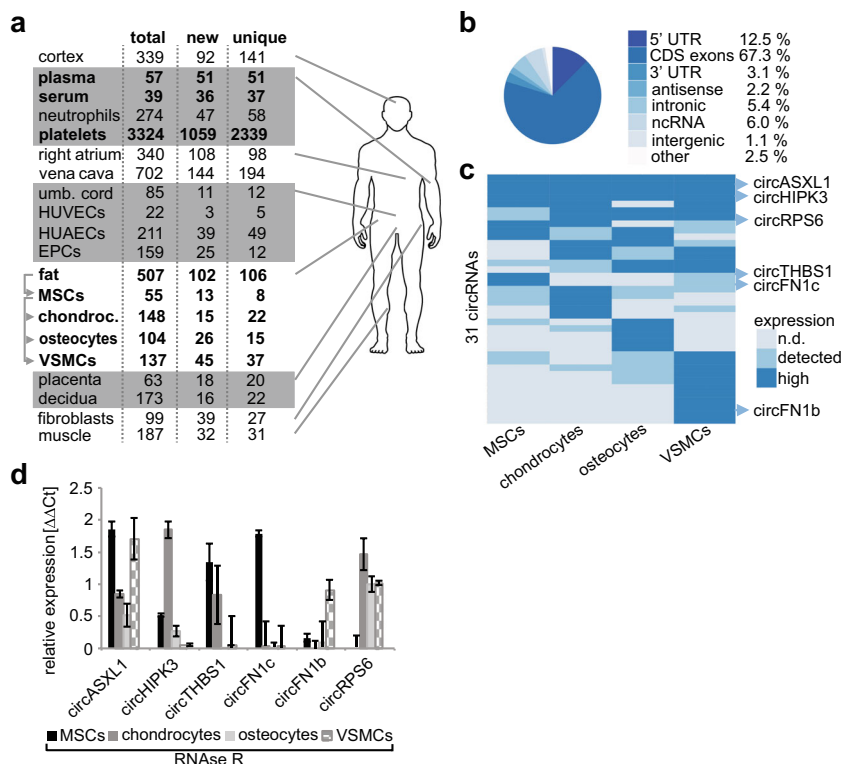 a
total new unique
cortex 339 92 141
plasma 57 51 51
serum 39 36 37
neutrophils 274 47 58
platelets 3324 1059 2339
right atrium 340 108 98
vena cava 702 144 194
umb. cord 85 11 12
HUVECs 22 3 5
HUAECs 211 39 49
EPCs 159 25 12
fat 507 102 106
MSCs 55 13 8
chondroc. 148 15 22
osteocytes 104 26 15
VSMCs 137 45 37
placenta 63 18 20
decidua 173 16 22
fibroblasts 99 39 27
muscle 187 32 31
b
5' UTR 12.5 %
CDS exons 67.3 %
3' UTR 3.1 %
antisense 2.2 %
intronic 5.4 %
ncRNA 6.0 %
intergenic 1.1 %
other 2.5 %
c
31 circRNAs
circASXL1
circHIPK3
circRPS6
circTHBS1
circFN1c
circFN1b
expression
n.d.
detected
high
MSCs
chondrocytes
osteocytes
VSMCs
d
relative expression [ΔΔCt]
2.5
2
1.5
1
0.5
0
circASXL1
circHIPK3
circTHBS1
circFN1c
circFN1b
circRPS6
MSCs chondrocytes osteocytes VSMCs
RNAse R